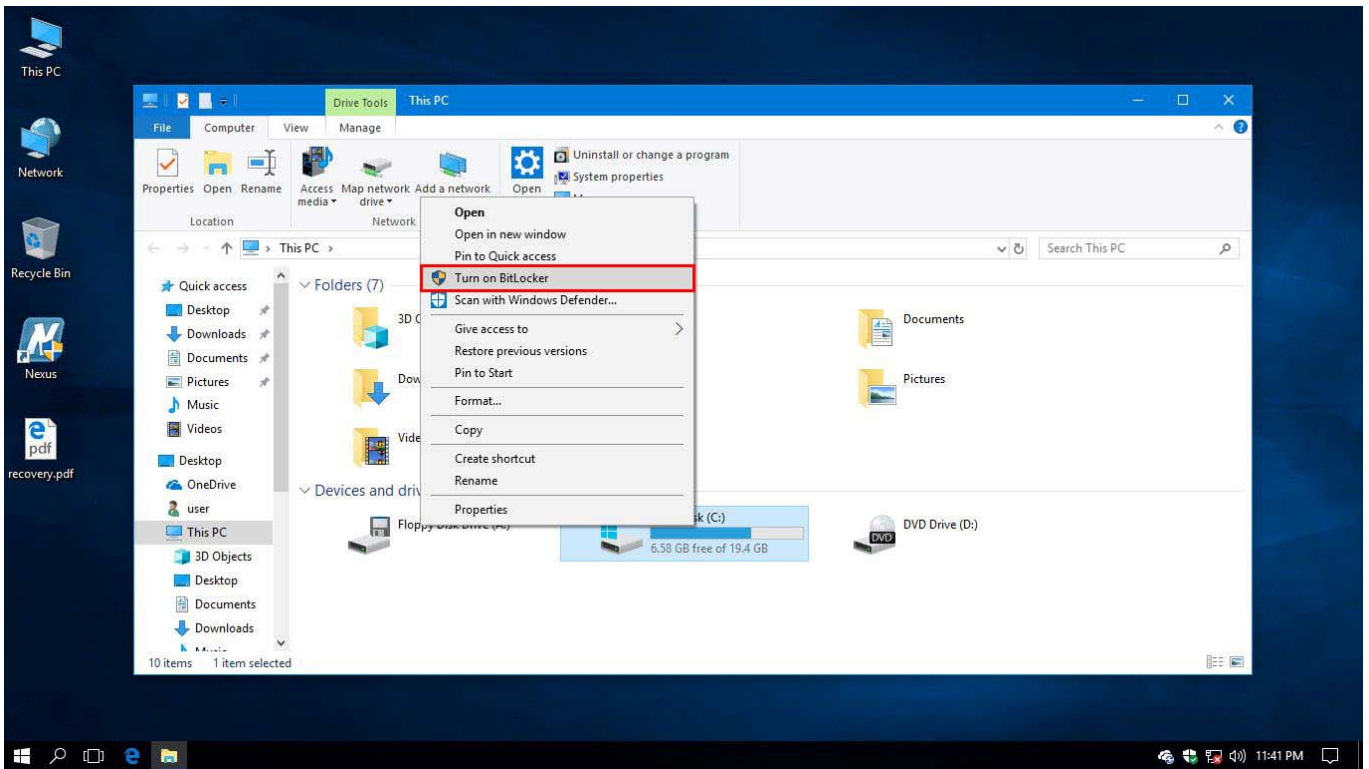 This PC
Network
Recycle Bin
Nexus
pdf
recovery.pdf
Drive Tools
This PC
File
Computer
View
Manage
Properties
Open
Rename
Access
media
Map network
drive
Add a network
Open
Uninstall or change a program
System properties
Location
Network
This PC
Search This PC
Open
Open in new window
Pin to Quick access
Turn on BitLocker
Scan with Windows Defender...
Give access to
Restore previous versions
Pin to Start
Format...
Copy
Create shortcut
Rename
Properties
Quick access
Desktop
Downloads
Documents
Pictures
Music
Videos
Desktop
OneDrive
user
This PC
3D Objects
Desktop
Documents
Downloads
Folders (7)
3D
Dow
Vide
Documents
Pictures
Devices and driv
Floppy Disk Drive (A:)
sk (C:)
6.58 GB free of 19.4 GB
DVD
DVD Drive (D:)
10 items
1 item selected
11:41 PM